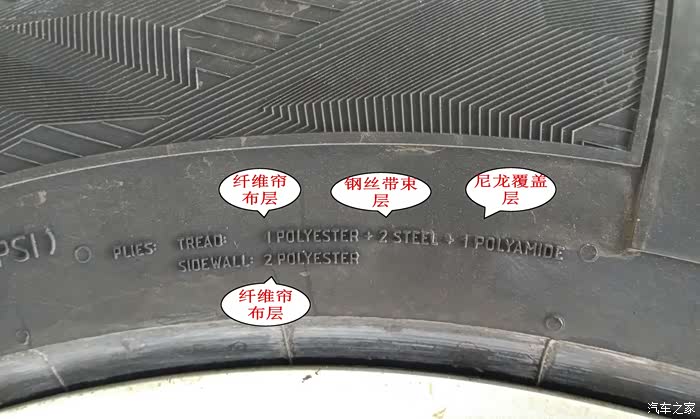 纤维帘
布层
钢丝带束
层
尼龙覆盖
层
PSI)
PLIES: TREAD: 1 POLYESTER + 2 STEEL + 1 POLYAMIDE
SIDEWALL: 2 POLYESTER
纤维帘
布层
汽车之家